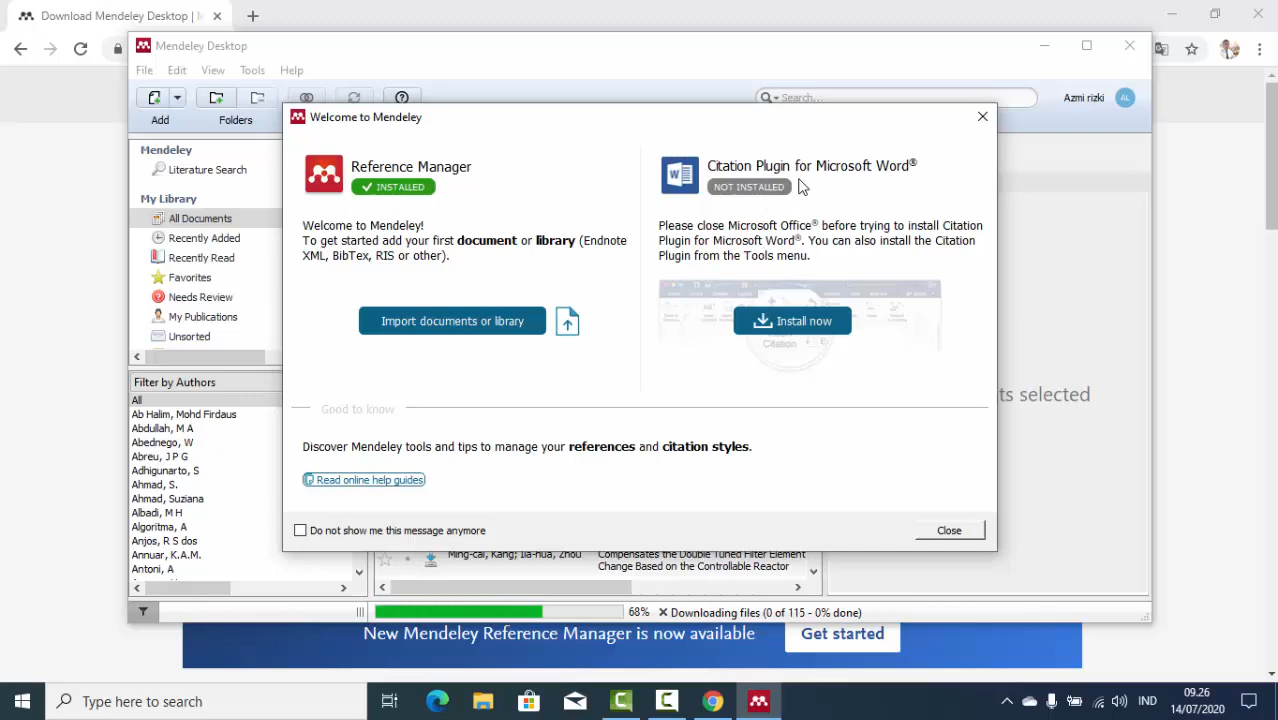 Download Mendeley Desktop |
Mendeley Desktop
File Edit View Tools Help
Search...
Azmi rizki AL
Add Folders
Welcome to Mendeley
Mendeley
Literature Search
My Library
All Documents
Recently Added
Recently Read
Favorites
Needs Review
My Publications
Unsorted
Filter by Authors
All
Ab Halim, Mohd Firdaus
Abdullah, M A
Abednego, W
Abreu, J P G
Adhigunarto, S
Ahmad, S.
Ahmad, Suziana
Albadi, M H
Algoritma, A
Anjos, R S dos
Annuar, K.A.M.
Antoni, A
Reference Manager
INSTALLED
Welcome to Mendeley!
To get started add your first document or library (Endnote
XML, BibTex, RIS or other).
Import documents or library
Citation Plugin for Microsoft Word®
NOT INSTALLED
Please close Microsoft Office® before trying to install Citation
Plugin for Microsoft Word®. You can also install the Citation
Plugin from the Tools menu.
Install now
Citation
Good to know
Discover Mendeley tools and tips to manage your references and citation styles.
Read online help guides
Do not show me this message anymore
Close
ts selected
Ming-cai, Kang; Jia-hua, Zhou
Compensates the Double Tuned Filter Element
Change Based on the Controllable Reactor
68% Downloading files (0 of 115 - 0% done)
New Mendeley Reference Manager is now available
Get started
Type here to search
IND
09.26
14/07/2020